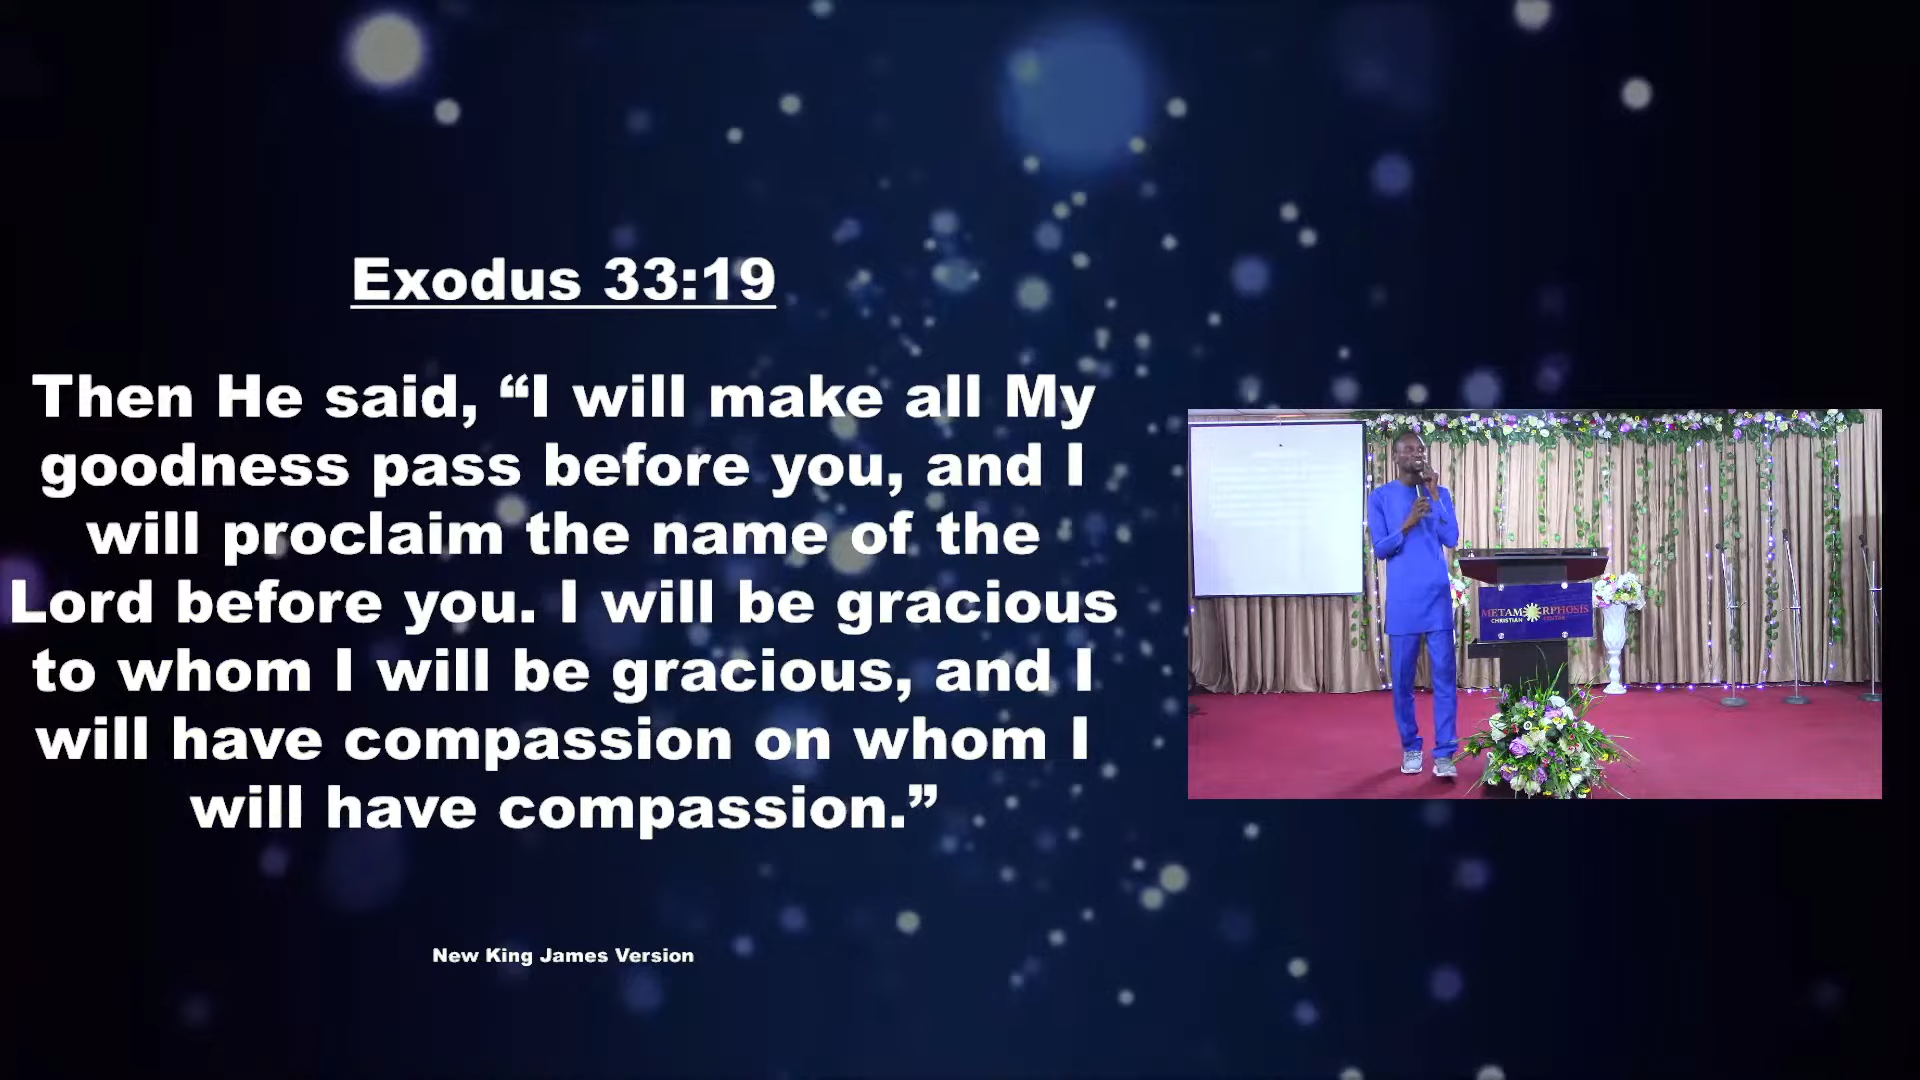 Exodus 33:19
Then He said, “I will make all My
goodness pass before you, and I
will proclaim the name of the
Lord before you. I will be gracious
to whom I will be gracious, and I
will have compassion on whom I
will have compassion.”
New King James Version
METAMORPHOSIS
CHRISTIAN CENTRE